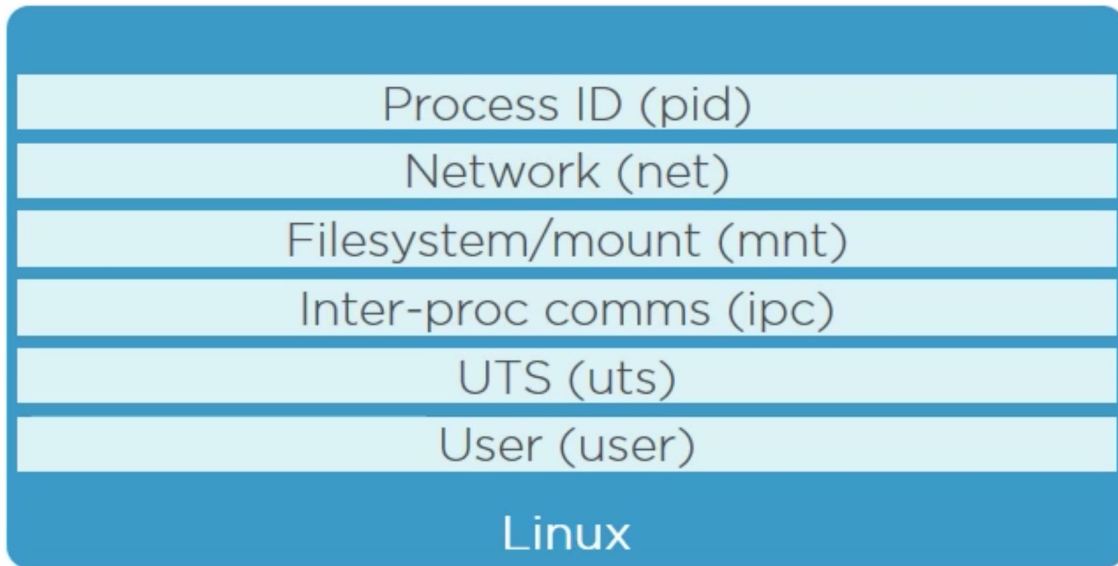 Process ID (pid)
Network (net)
Filesystem/mount (mnt)
Inter-proc comms (ipc)
UTS (uts)
User (user)
Linux